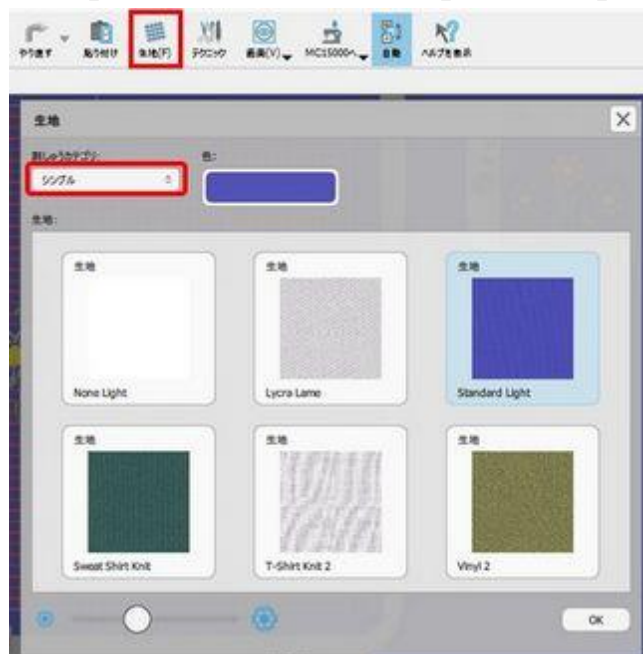 やり直す 貼り付け 生地(F) テクニック 画面(V) MC15000へ 自動 ヘルプを表示
生地
刺しゅうカテゴリ: 色:
シンプル
生地:
生地 生地 生地
None Light Lycra Lame Standard Light
生地 生地 生地
Sweat Shirt Knit T-Shirt Knit 2 Vinyl 2
OK